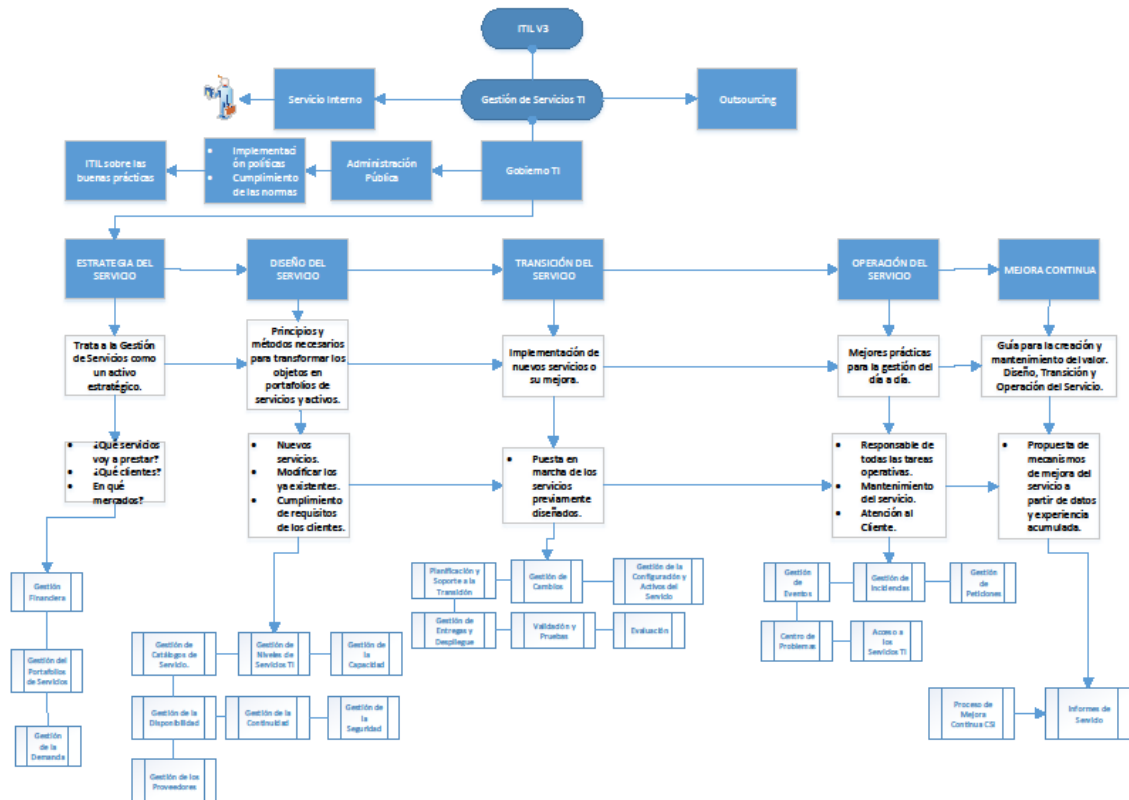 ITIL V3
Servicio Interno
Gestión de Servicios TI
Outsourcing
ITIL sobre las
buenas prácticas
• Implementaci
ón políticas
• Cumplimiento
de las normas
Administración
Pública
Gobierno TI
ESTRATEGIA DEL
SERVICIO
DISEÑO DEL
SERVICIO
TRANSICIÓN DEL
SERVICIO
OPERACIÓN DEL
SERVICIO
MEJORA CONTINUA
Trata a la Gestión
de Servicios como
un activo
estratégico.
Principios y
métodos necesarios
para transformar los
objetos en
portafolios de
servicios y activos.
Implementación de
nuevos servicios o
su mejora.
Mejores prácticas
para la gestión del
día a día.
Guía para la creación y
mantenimiento del valor.
Diseño, Transición y
Operación del Servicio.
• ¿Qué servicios
voy a prestar?
• ¿Qué clientes?
• En qué
mercados?
• Nuevos
servicios.
• Modificar los
ya existentes.
• Cumplimiento
de requisitos
de los clientes.
• Puesta en
marcha de los
servicios
previamente
diseñados.
• Responsable de
todas las tareas
operativas.
• Mantenimiento
del servicio.
• Atención al
Cliente.
• Propuesta de
mecanismos
de mejora del
servicio a
partir de datos
y experiencia
acumulada.
Gestión
Financiera
Gestión del
Portafolios
de Servicios
Gestión
de la
Demanda
Gestión de
Catálogos de
Servicio.
Gestión de
Niveles de
Servicios TI
Gestión de
la
Capacidad
Gestión de la
Disponibilidad
Gestión de la
Continuidad
Gestión de
la
Seguridad
Gestión de los
Proveedores
Planificación y
Soporte a la
Transición
Gestión de
Cambios
Gestión de la
Configuración y
Activos del
Servicio
Gestión de
Entregas y
Despliegue
Validación y
Pruebas
Evaluación
Gestión
de
Eventos
Gestión de
Incidencias
Gestión
de
Peticiones
Centro de
Problemas
Acceso a
los
Servicios TI
Proceso de
Mejora
Continua CSI
Informes de
Servicio